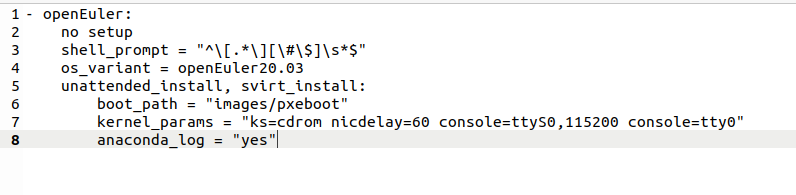 1 - openEuler:
2 no setup
3 shell_prompt = "^\[.*\][\#\$]\s*$"
4 os_variant = openEuler20.03
5 unattended_install, svirt_install:
6 boot_path = "images/pxeboot"
7 kernel_params = "ks=cdrom nicdelay=60 console=ttyS0,115200 console=tty0"
8 anaconda_log = "yes"